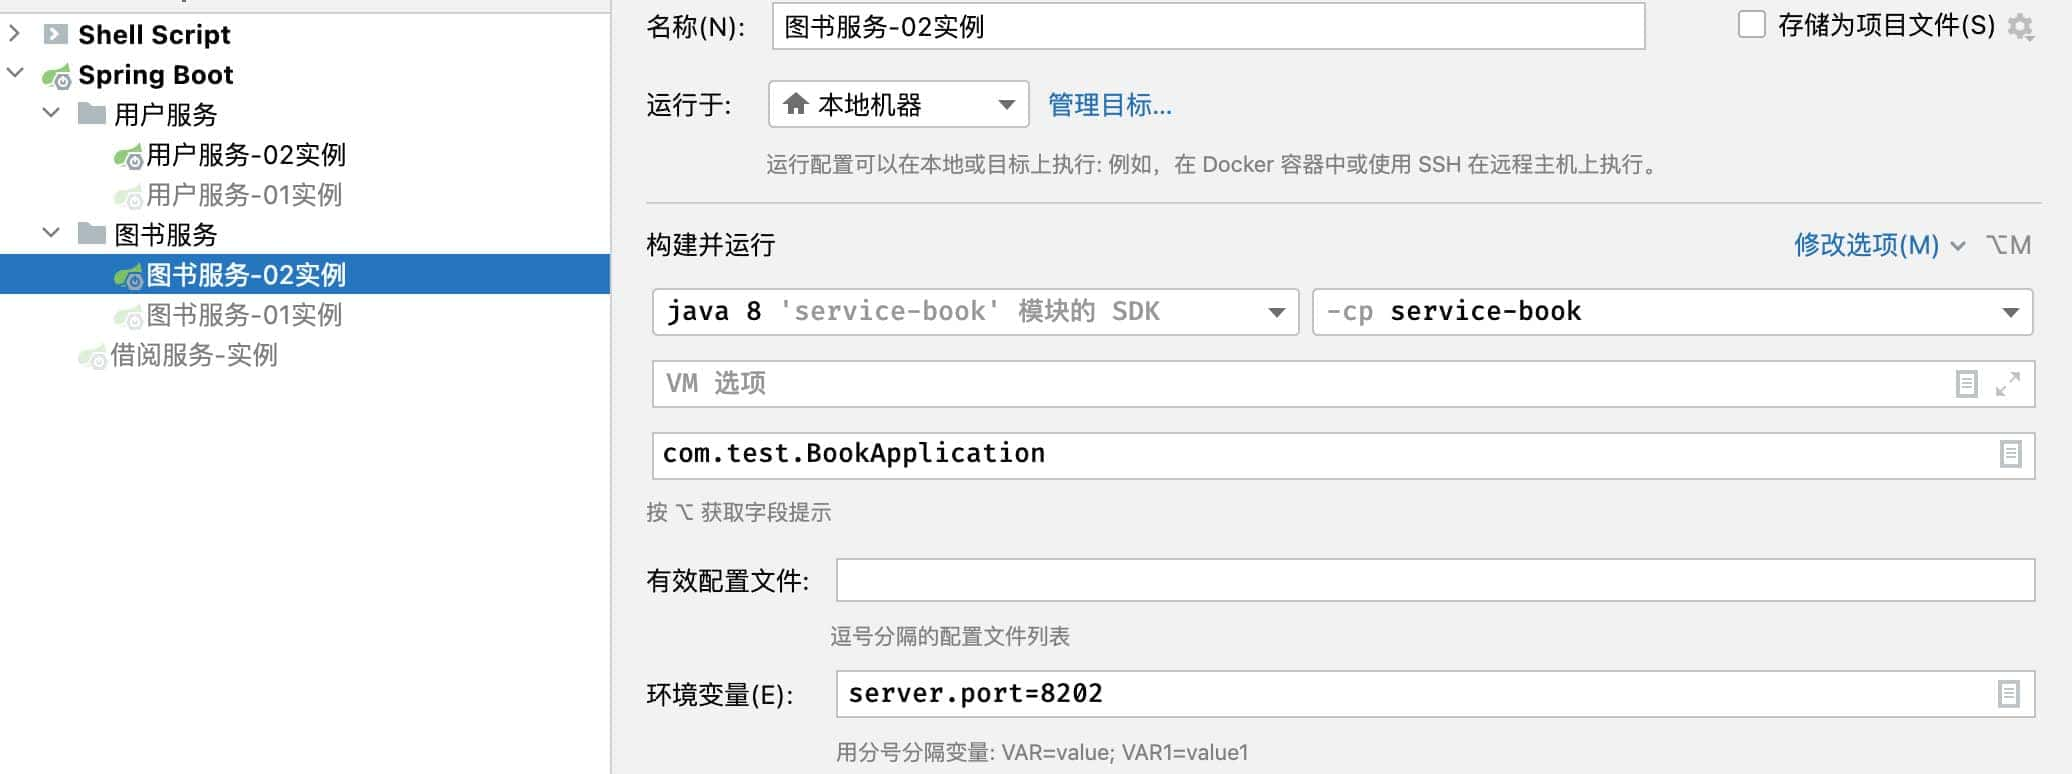 Shell Script
Spring Boot
用户服务
用户服务-02实例
用户服务-01实例
图书服务
图书服务-02实例
图书服务-01实例
借阅服务-实例
名称(N): 图书服务-02实例 存储为项目文件(S)
运行于: 本地机器 管理目标...
运行配置可以在本地或目标上执行: 例如，在 Docker 容器中或使用 SSH 在远程主机上执行。
构建并运行 修改选项(M) ⌥M
java 8 'service-book' 模块的 SDK -cp service-book
VM 选项
com.test.BookApplication
按 ⌥ 获取字段提示
有效配置文件:
逗号分隔的配置文件列表
环境变量(E): server.port=8202
用分号分隔变量: VAR=value; VAR1=value1